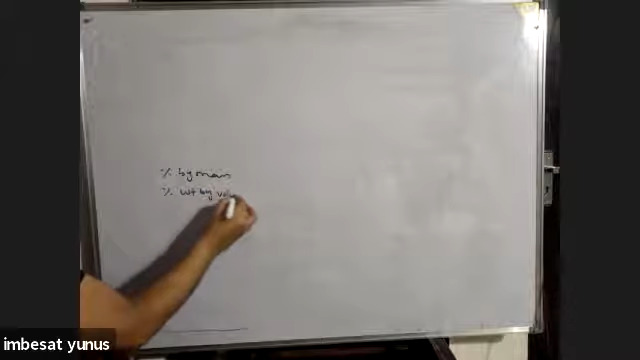 % by mass
% wt by vol
imbesat yunus